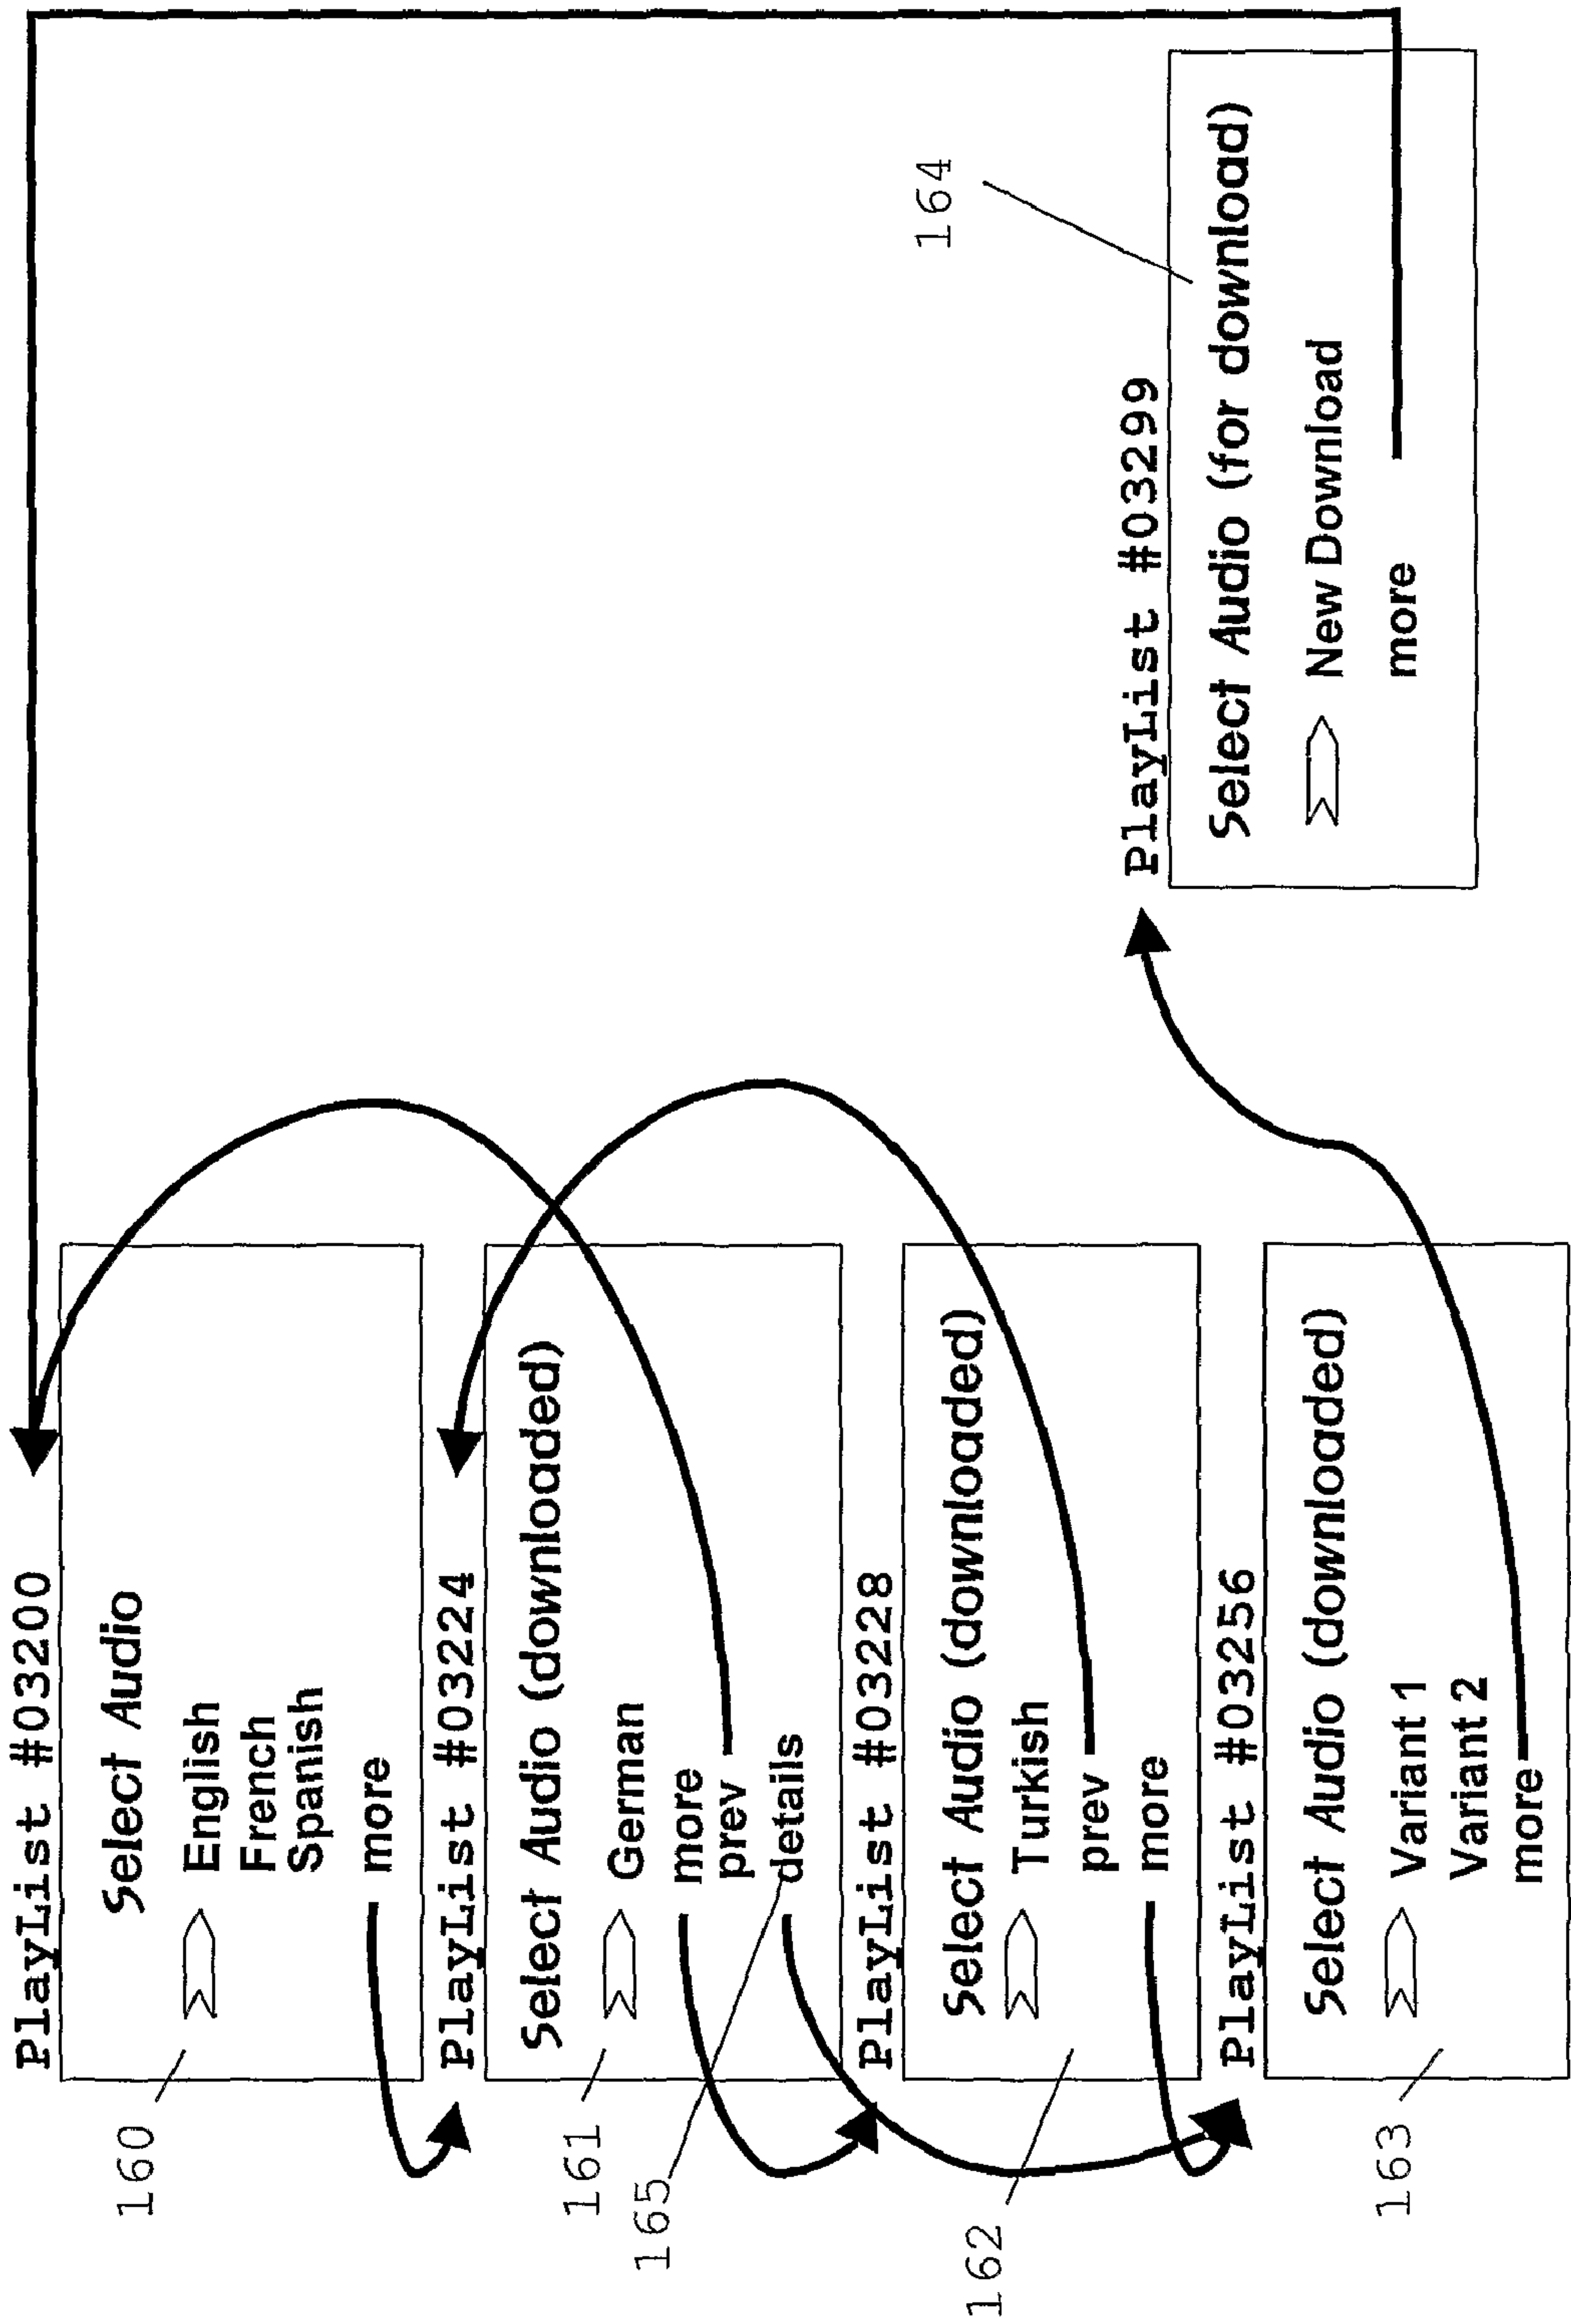 PlayList #03200
Select Audio
English
French
Spanish
more
160
PlayList #03224
Select Audio (downloaded)
German
more
prev
details
161
165
PlayList #03228
Select Audio (downloaded)
Turkish
prev
more
162
PlayList #03256
Select Audio (downloaded)
Variant 1
Variant 2
more
163
PlayList #03299
Select Audio (for download)
New Download
more
164